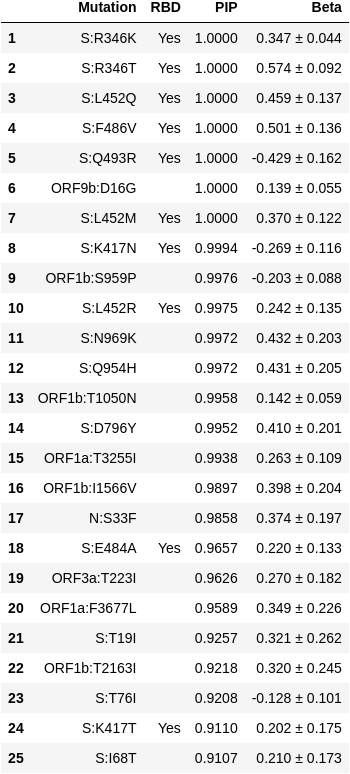 Mutation RBD PIP Beta
1 S:R346K Yes 1.0000 0.347 ± 0.044
2 S:R346T Yes 1.0000 0.574 ± 0.092
3 S:L452Q Yes 1.0000 0.459 ± 0.137
4 S:F486V Yes 1.0000 0.501 ± 0.136
5 S:Q493R Yes 1.0000 -0.429 ± 0.162
6 ORF9b:D16G 1.0000 0.139 ± 0.055
7 S:L452M Yes 1.0000 0.370 ± 0.122
8 S:K417N Yes 0.9994 -0.269 ± 0.116
9 ORF1b:S959P 0.9976 -0.203 ± 0.088
10 S:L452R Yes 0.9975 0.242 ± 0.135
11 S:N969K 0.9972 0.432 ± 0.203
12 S:Q954H 0.9972 0.431 ± 0.205
13 ORF1b:T1050N 0.9958 0.142 ± 0.059
14 S:D796Y 0.9952 0.410 ± 0.201
15 ORF1a:T3255I 0.9938 0.263 ± 0.109
16 ORF1b:I1566V 0.9897 0.398 ± 0.204
17 N:S33F 0.9858 0.374 ± 0.197
18 S:E484A Yes 0.9657 0.220 ± 0.133
19 ORF3a:T223I 0.9626 0.270 ± 0.182
20 ORF1a:F3677L 0.9589 0.349 ± 0.226
21 S:T19I 0.9257 0.321 ± 0.262
22 ORF1b:T2163I 0.9218 0.320 ± 0.245
23 S:T76I 0.9208 -0.128 ± 0.101
24 S:K417T Yes 0.9110 0.202 ± 0.175
25 S:I68T 0.9107 0.210 ± 0.173